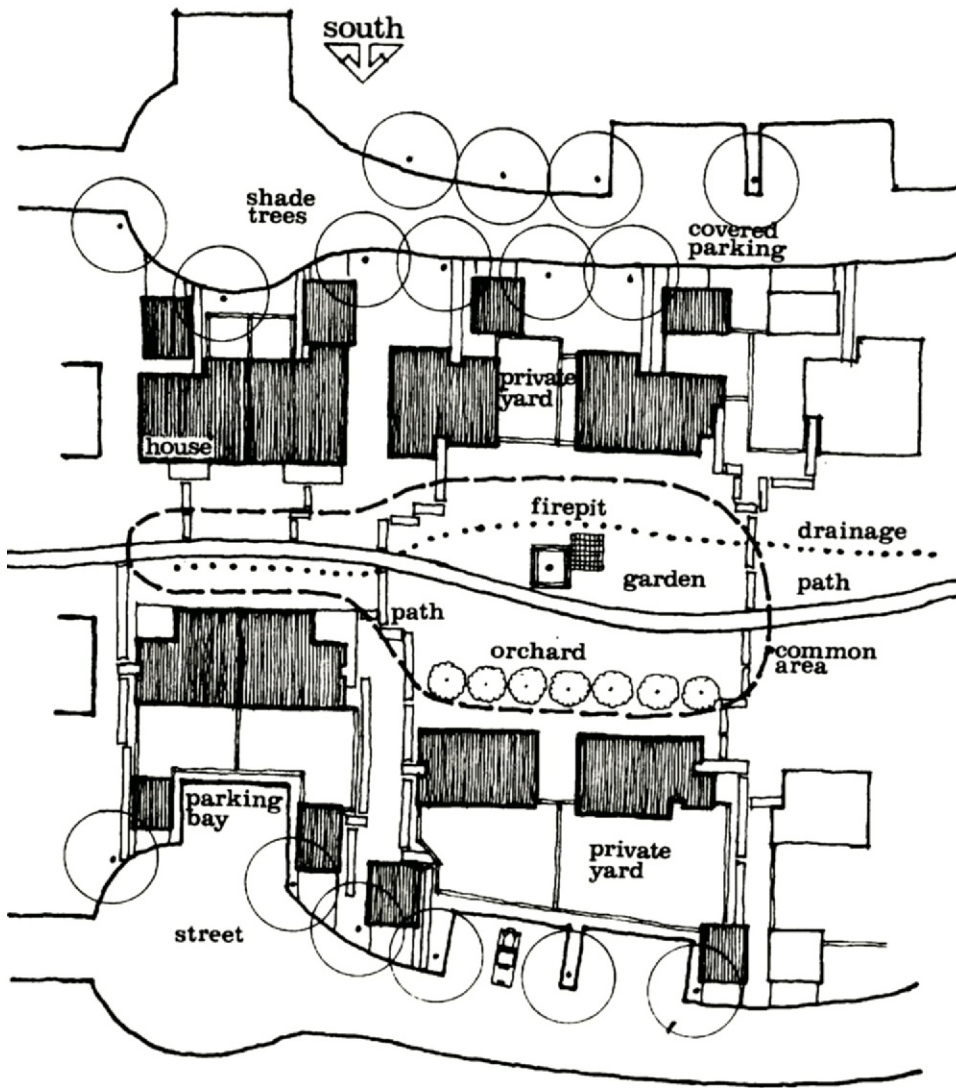 south
shade
trees
covered
parking
private
yard
house
firepit
drainage
garden
path
path
orchard
common
area
parking
bay
private
yard
street